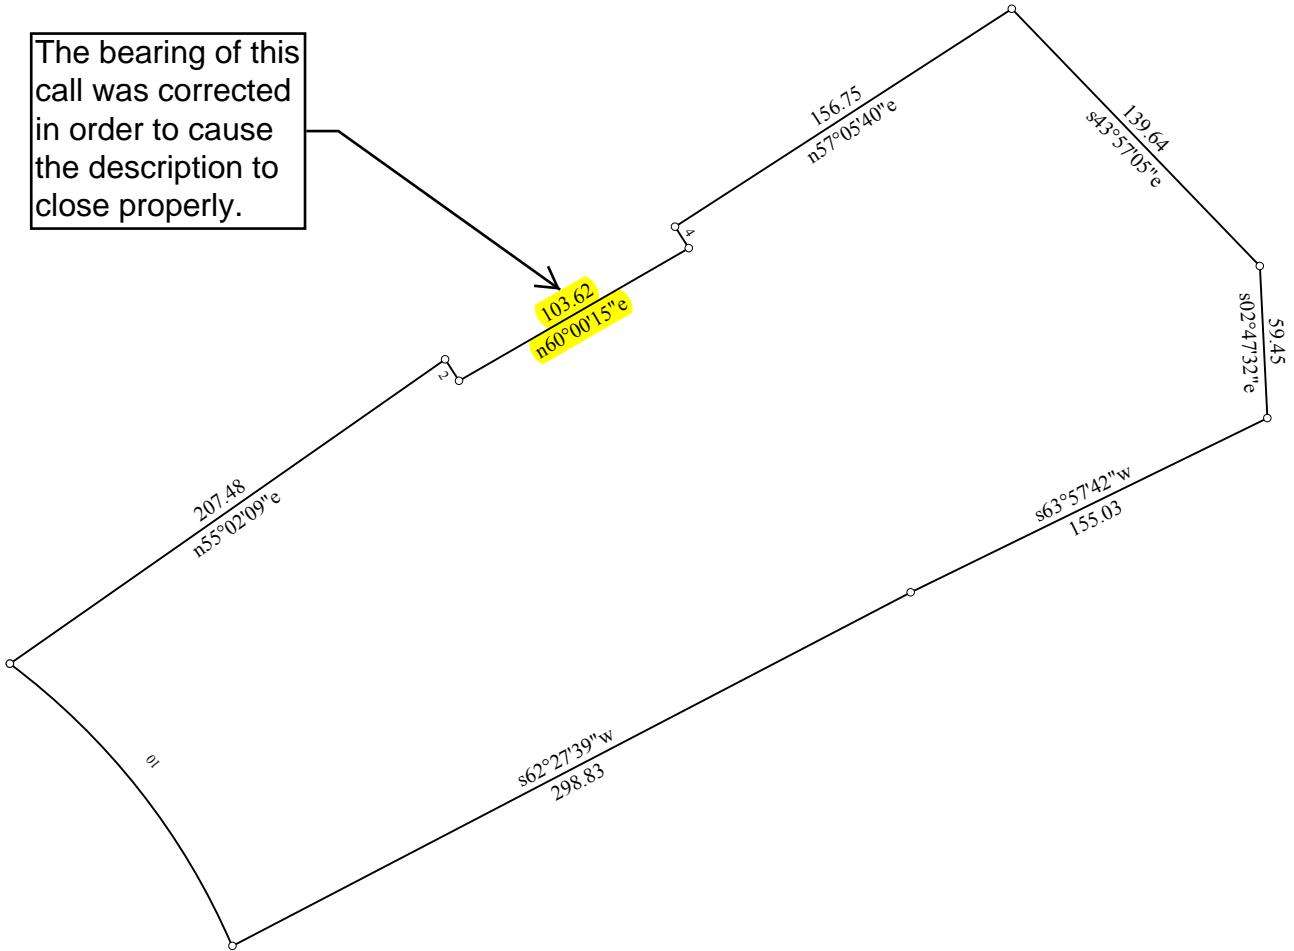 The bearing of this
call was corrected
in order to cause
the description to
close properly.
156.75
n57°05'40"e
139.64
s43°57'05"e
4
103.62
n60°00'15"e
59.45
s02°47'32"e
2
207.48
n55°02'09"e
s63°57'42"w
155.03
s62°27'39"w
298.83
10